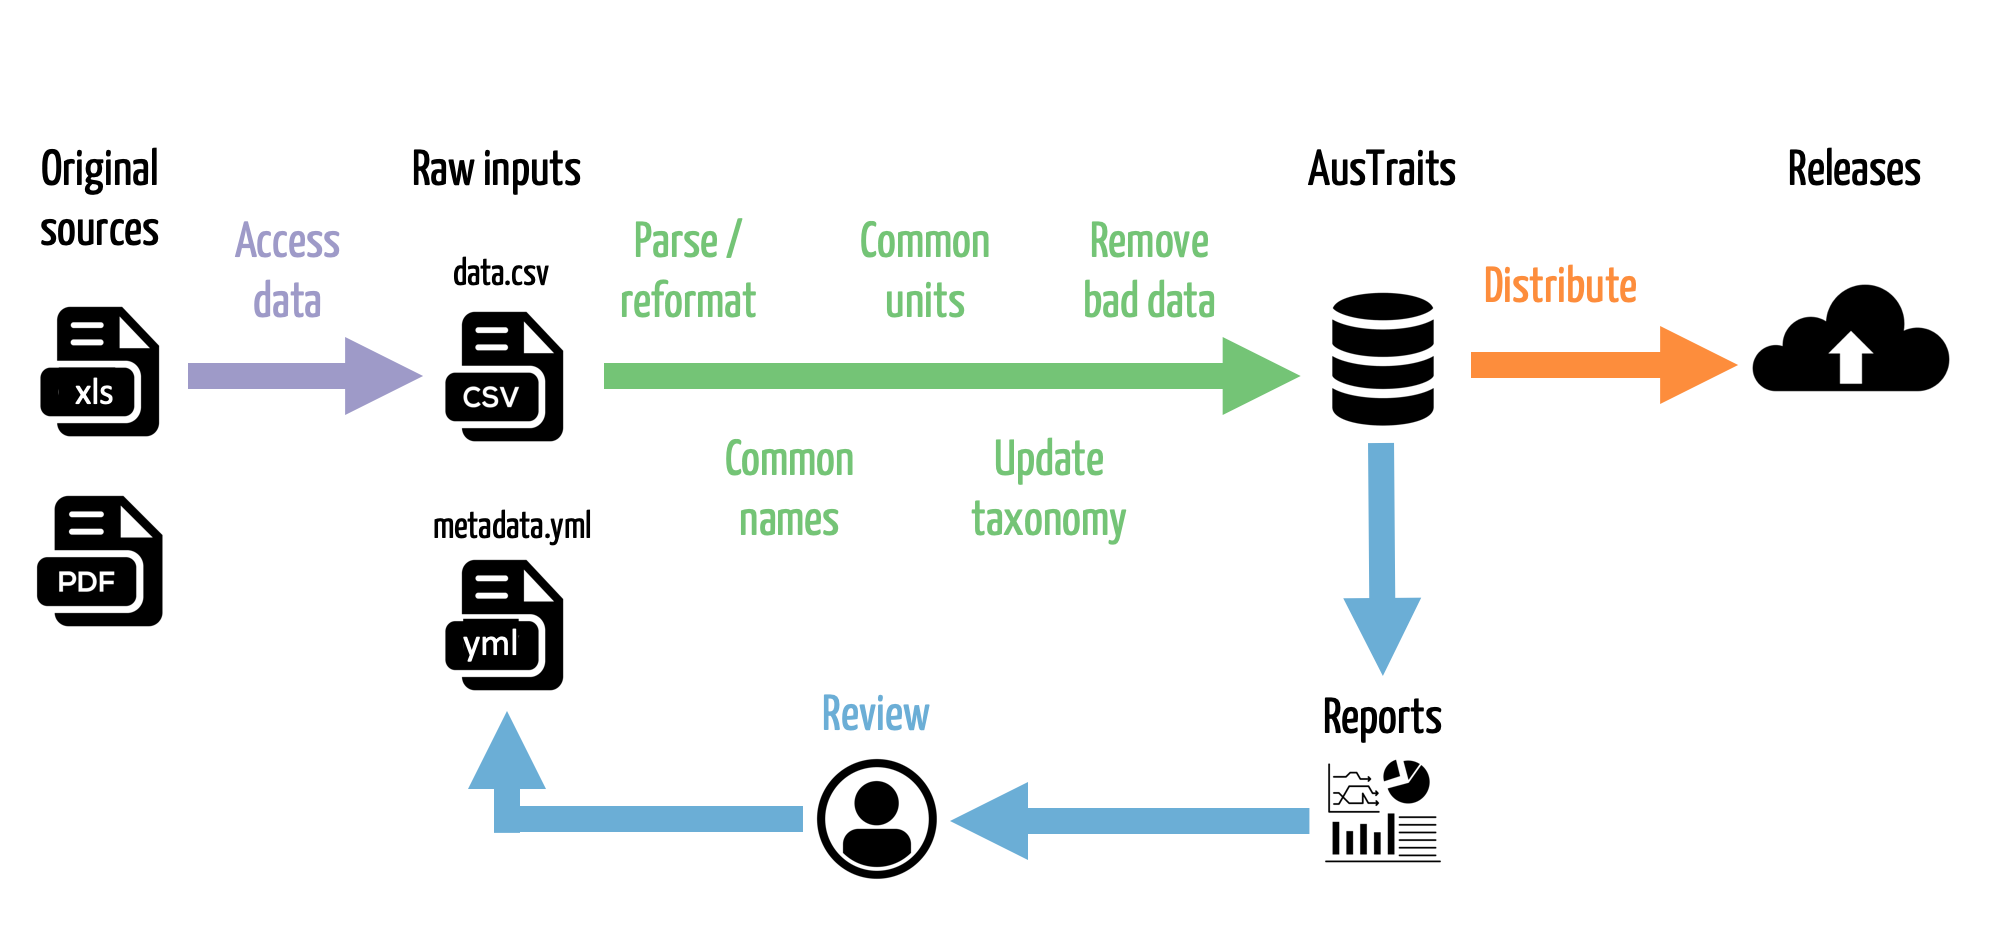 Original
sources
Raw inputs
AusTraits
Releases
Access
data
data.csv
Parse /
reformat
Common
units
Remove
bad data
Distribute
xls
CSV
Common
names
Update
taxonomy
PDF
metadata.yml
yml
Review
Reports